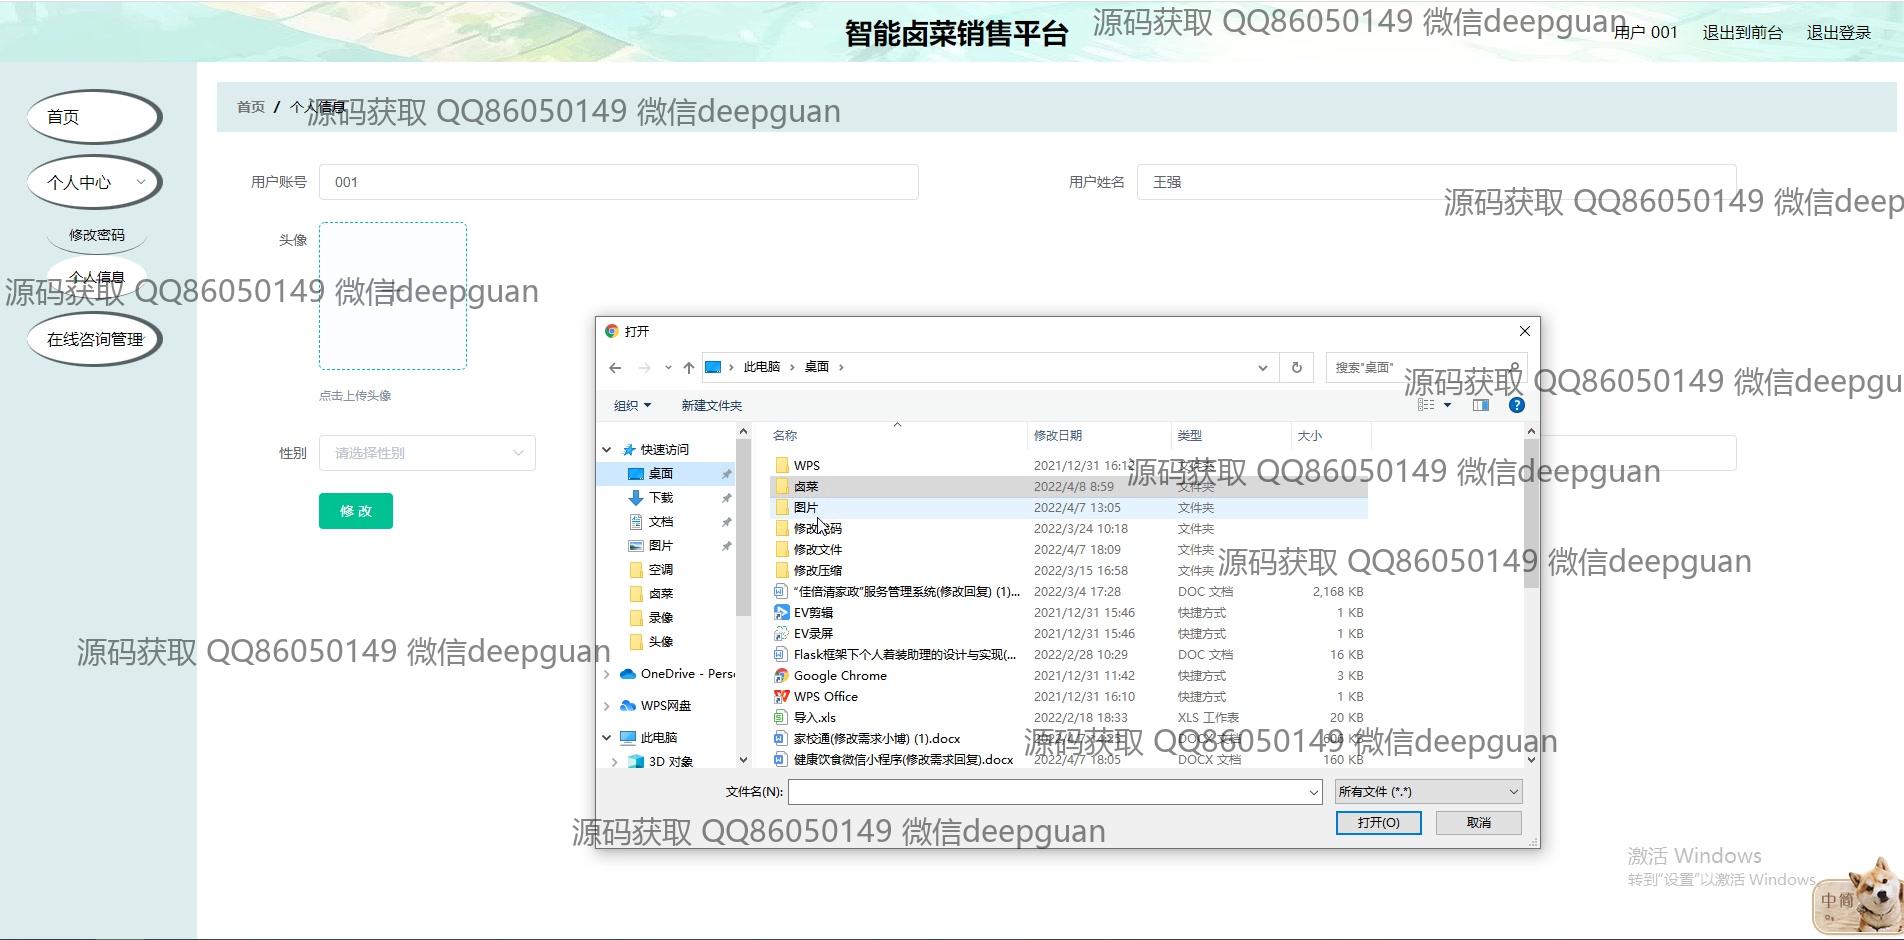 智能卤菜销售平台
源码获取 QQ86050149 微信deepguan
用户 001
退出到前台
退出登录
首页
个人中心
修改密码
个人信息
在线咨询管理
首页 / 个人信息
源码获取 QQ86050149 微信deepguan
用户账号
001
用户姓名
王强
源码获取 QQ86050149 微信deep
头像
源码获取 QQ86050149 微信deepguan
点击上传头像
性别
请选择性别
修 改
打开
此电脑 › 桌面 ›
搜索"桌面"
源码获取 QQ86050149 微信deepgu
组织
新建文件夹
快速访问
桌面
下载
文档
图片
空调
卤菜
录像
头像
OneDrive - Pers
WPS网盘
此电脑
3D 对象
名称 修改日期 类型 大小
WPS 2021/12/31 16:12 文件夹
源码获取 QQ86050149 微信deepguan
卤菜 2022/4/8 8:59 文件夹
图片 2022/4/7 13:05 文件夹
修改 码 2022/3/24 10:18 文件夹
修改文件 2022/4/7 18:09 文件夹
源码获取 QQ86050149 微信deepguan
修改压缩 2022/3/15 16:58 文件夹
“佳倍清家政”服务管理系统(修改回复) (1)... 2022/3/4 17:28 DOC 文档 2,168 KB
EV剪辑 2021/12/31 15:46 快捷方式 1 KB
EV录屏 2021/12/31 15:46 快捷方式 1 KB
Flask框架下个人着装助理的设计与实现(... 2022/2/28 10:29 DOC 文档 16 KB
Google Chrome 2021/12/31 11:42 快捷方式 3 KB
WPS Office 2021/12/31 16:10 快捷方式 1 KB
导入.xls 2022/2/18 18:33 XLS 工作表 20 KB
家校通(修改需求小博) (1).docx DOCX 文档
源码获取 QQ86050149 微信deepguan
健康饮食微信小程序(修改需求回复).docx 2022/4/7 18:05 DOCX 文档 160 KB
文件名(N):
所有文件 (*.*)
打开(O)
取消
源码获取 QQ86050149 微信deepguan
源码获取 QQ86050149 微信deepguan
激活 Windows
转到"设置"以激活 Windows
中 简